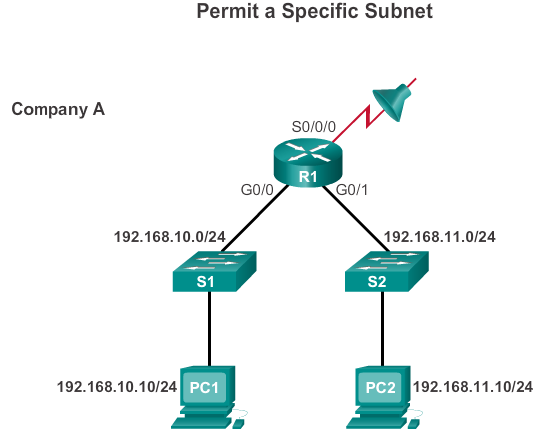 Permit a Specific Subnet
Company A
S0/0/0
R1
G0/0
G0/1
192.168.10.0/24
192.168.11.0/24
S1
S2
192.168.10.10/24
PC1
PC2
192.168.11.10/24